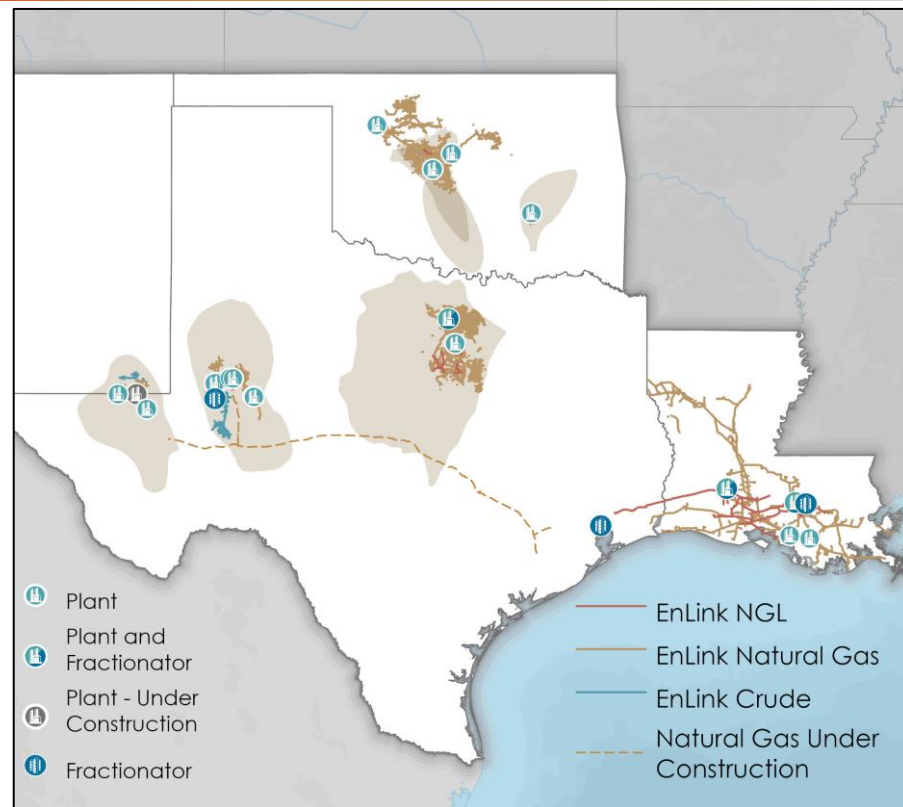 Plant
Plant and
Fractionator
Plant - Under
Construction
Fractionator
EnLink NGL
EnLink Natural Gas
EnLink Crude
Natural Gas Under
Construction